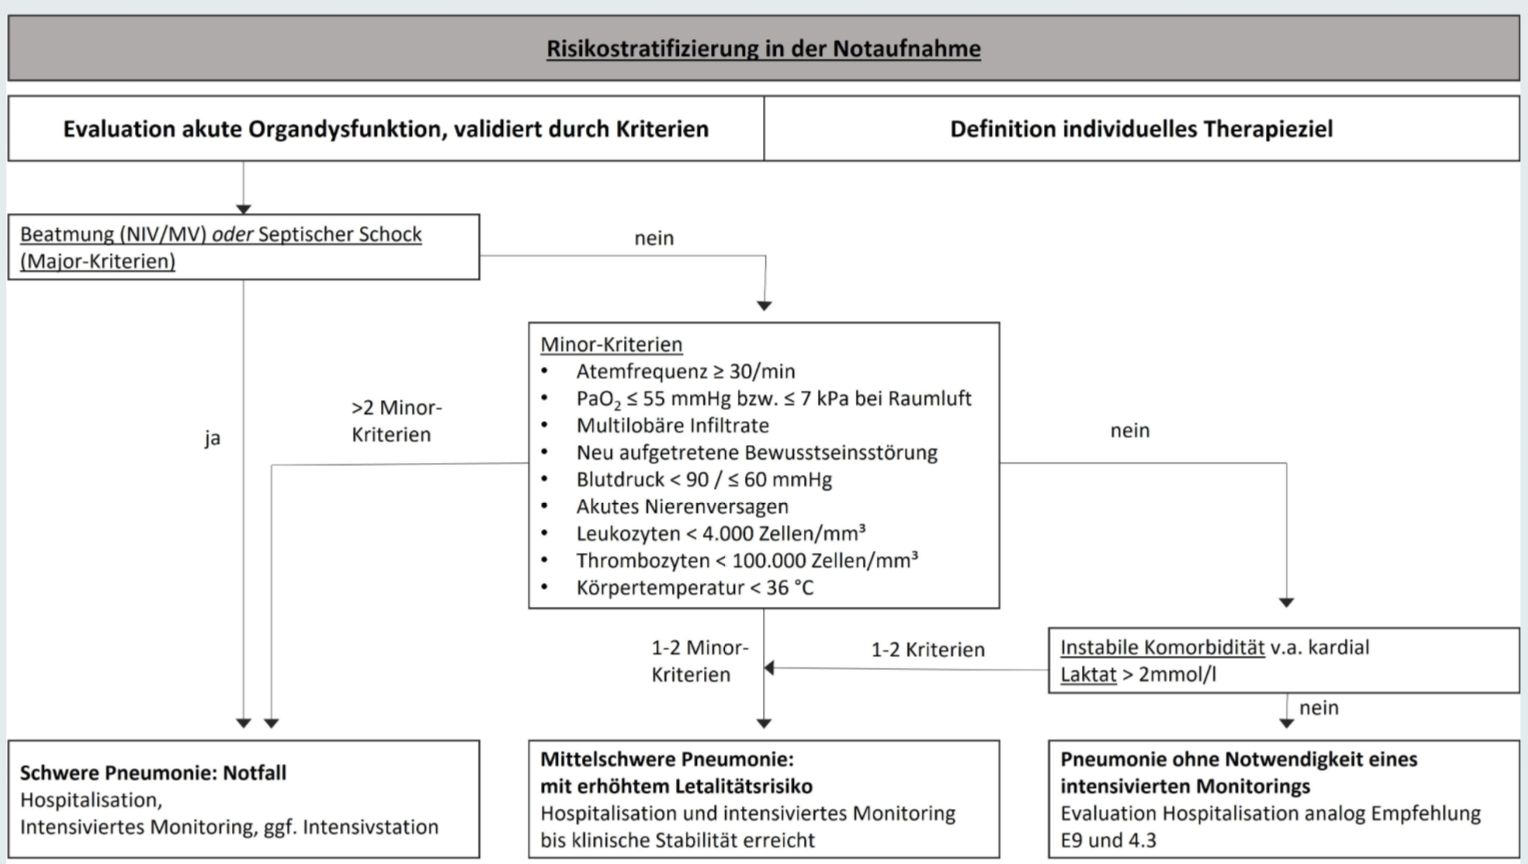 Risikostratifizierung in der Notaufnahme
Evaluation akute Organdysfunktion, validiert durch Kriterien
Definition individuelles Therapieziel
Beatmung (NIV/MV) oder Septischer Schock
(Major-Kriterien)
nein
Minor-Kriterien
• Atemfrequenz ≥ 30/min
• PaO₂ ≤ 55 mmHg bzw. ≤ 7 kPa bei Raumluft
• Multilobäre Infiltrate
• Neu aufgetretene Bewusstseinsstörung
• Blutdruck < 90 / ≤ 60 mmHg
• Akutes Nierenversagen
• Leukozyten < 4.000 Zellen/mm³
• Thrombozyten < 100.000 Zellen/mm³
• Körpertemperatur < 36 °C
>2 Minor-
Kriterien
ja
nein
1-2 Minor-
Kriterien
1-2 Kriterien
Instabile Komorbidität v.a. kardial
Laktat > 2mmol/l
nein
Schwere Pneumonie: Notfall
Hospitalisation,
Intensiviertes Monitoring, ggf. Intensivstation
Mittelschwere Pneumonie:
mit erhöhtem Letalitätsrisiko
Hospitalisation und intensiviertes Monitoring
bis klinische Stabilität erreicht
Pneumonie ohne Notwendigkeit eines
intensivierten Monitorings
Evaluation Hospitalisation analog Empfehlung
E9 und 4.3